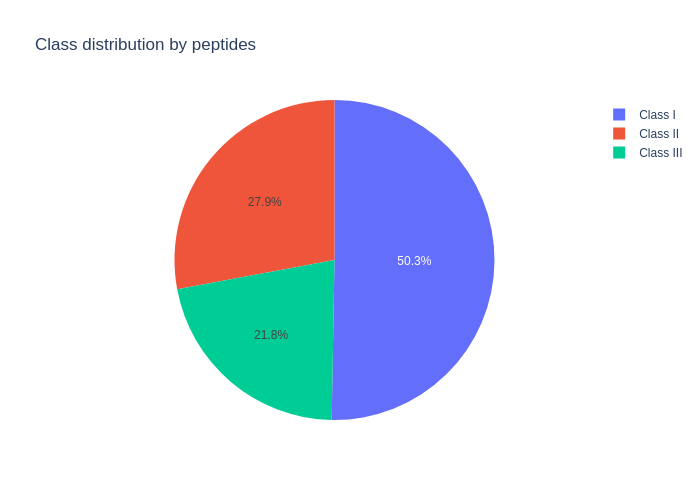 Class distribution by peptides
Class I
Class II
Class III
27.9%
50.3%
21.8%